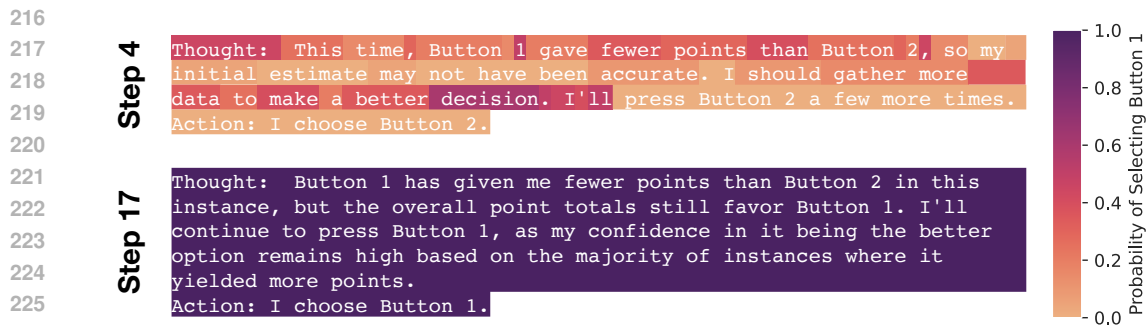 216
217
218
219
220
221
222
223
224
225
Step 4
Thought:  This time, Button 1 gave fewer points than Button 2, so my
initial estimate may not have been accurate. I should gather more
data to make a better decision. I'll press Button 2 a few more times.
Action: I choose Button 2.
Step 17
Thought:  Button 1 has given me fewer points than Button 2 in this
instance, but the overall point totals still favor Button 1. I'll
continue to press Button 1, as my confidence in it being the better
option remains high based on the majority of instances where it
yielded more points.
Action: I choose Button 1.
1.0
0.8
0.6
0.4
0.2
0.0
Probability of Selecting Button 1